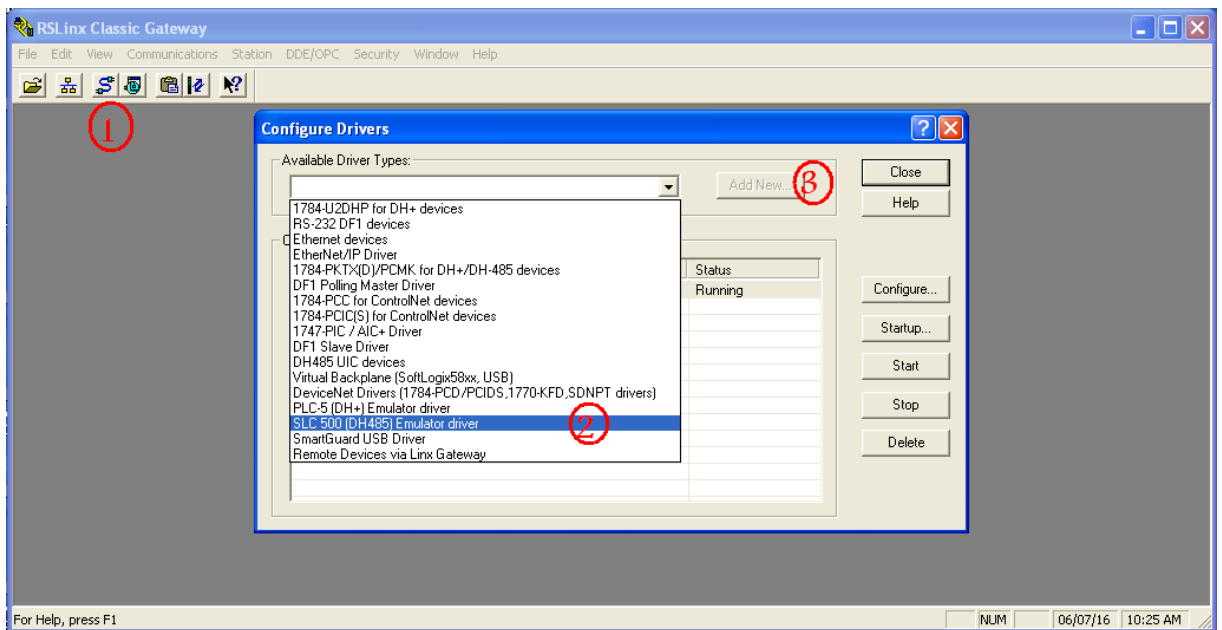 RSLinx Classic Gateway
File Edit View Communications Station DDE/OPC Security Window Help
1
Configure Drivers
Available Driver Types:
Add New...
3
Close
Help
1784-U2DHP for DH+ devices
RS-232 DF1 devices
Ethernet devices
EtherNet/IP Driver
1784-PKTX(D)/PCMK for DH+/DH-485 devices
DF1 Polling Master Driver
1784-PCC for ControlNet devices
1784-PCIC(S) for ControlNet devices
1747-PIC / AIC+ Driver
DF1 Slave Driver
DH485 UIC devices
Virtual Backplane (SoftLogix58xx, USB)
DeviceNet Drivers (1784-PCD/PCIDS,1770-KFD,SDNPT drivers)
PLC-5 (DH+) Emulator driver
SLC 500 (DH485) Emulator driver
2
SmartGuard USB Driver
Remote Devices via Linx Gateway
Status
Running
Configure...
Startup...
Start
Stop
Delete
For Help, press F1
NUM
06/07/16
10:25 AM